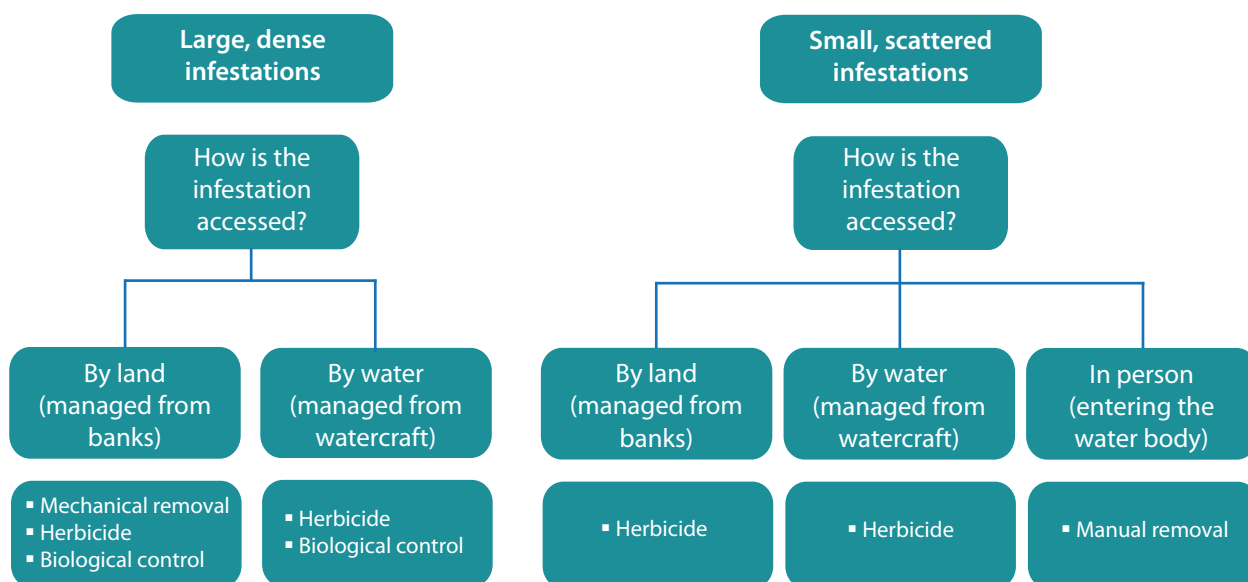 Large, dense
infestations
How is the
infestation
accessed?
By land
(managed from
banks)
▪ Mechanical removal
▪ Herbicide
▪ Biological control
By water
(managed from
watercraft)
▪ Herbicide
▪ Biological control
Small, scattered
infestations
How is the
infestation
accessed?
By land
(managed from
banks)
▪ Herbicide
By water
(managed from
watercraft)
▪ Herbicide
In person
(entering the
water body)
▪ Manual removal